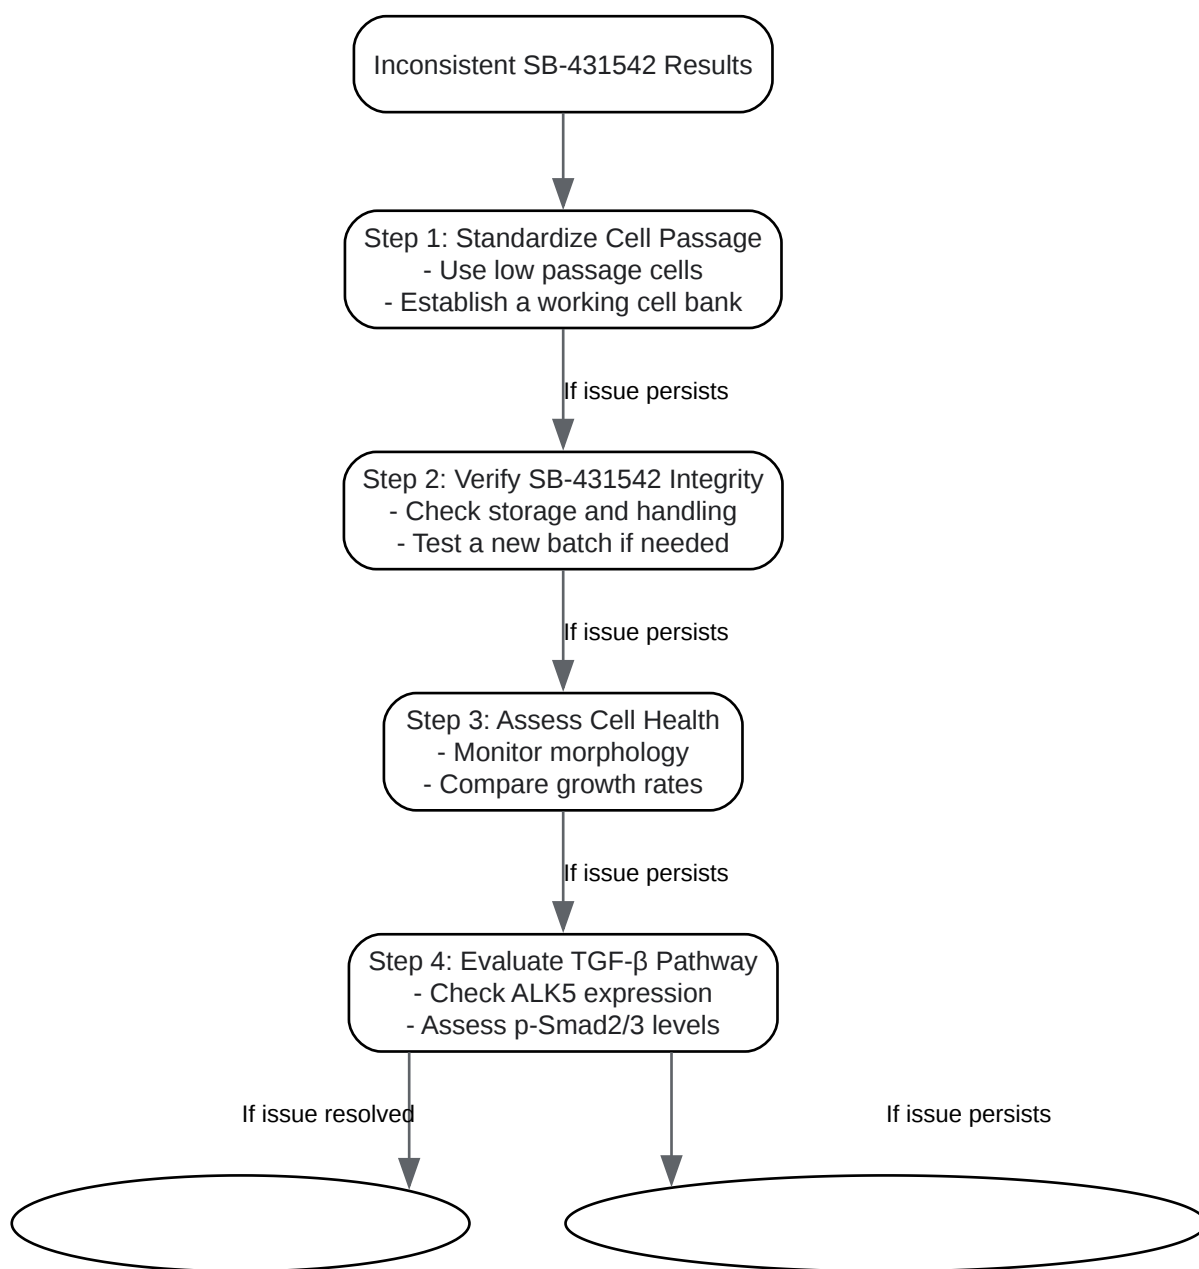 Inconsistent SB-431542 Results
Step 1: Standardize Cell Passage
- Use low passage cells
- Establish a working cell bank
If issue persists
Step 2: Verify SB-431542 Integrity
- Check storage and handling
- Test a new batch if needed
If issue persists
Step 3: Assess Cell Health
- Monitor morphology
- Compare growth rates
If issue persists
Step 4: Evaluate TGF-β Pathway
- Check ALK5 expression
- Assess p-Smad2/3 levels
If issue resolved
If issue persists